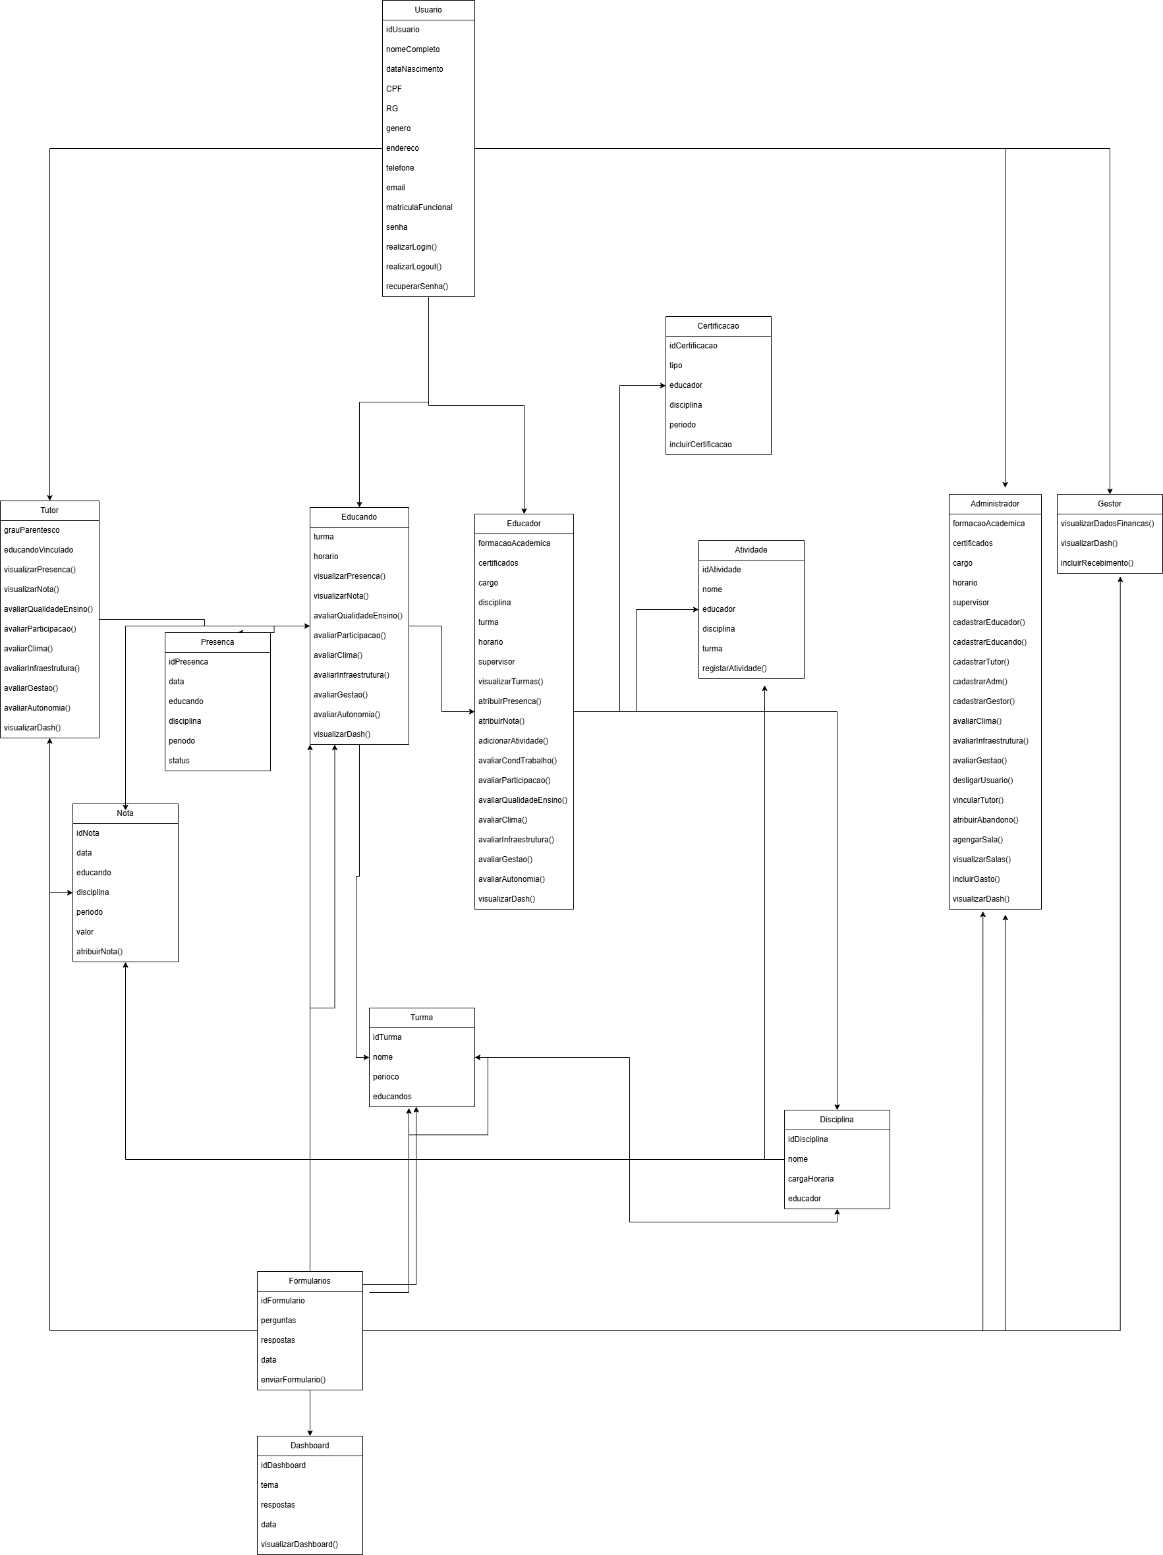 Usuario
idUsuario
nomeCompleto
dataNascimento
CPF
RG
genero
endereco
telefone
email
matriculaFuncional
senha
realizarLogin()
realizarLogout()
recuperarSenha()
Certificacao
idCertificacao
tipo
educador
disciplina
periodo
incluirCertificacao
Tutor
grauParentesco
educandoVinculado
visualizarPresenca()
visualizarNota()
avaliarQualidadeEnsino()
avaliarParticipacao()
avaliarClima()
avaliarInfraestrutura()
avaliarGestao()
avaliarAutonomia()
visualizarDash()
Presenca
idPresenca
data
educando
disciplina
periodo
status
Educando
turma
horario
visualizarPresenca()
visualizarNota()
avaliarQualidadeEnsino()
avaliarParticipacao()
avaliarClima()
avaliarInfraestrutura()
avaliarGestao()
avaliarAutonomia()
visualizarDash()
Educador
formacaoAcademica
certificados
cargo
disciplina
turma
horario
supervisor
visualizarTurmas()
atribuirPresenca()
atribuirNota()
adicionarAtividade()
avaliarCondTrabalho()
avaliarParticipacao()
avaliarQualidadeEnsino()
avaliarClima()
avaliarInfraestrutura()
avaliarGestao()
avaliarAutonomia()
visualizarDash()
Atividade
idAtividade
nome
educador
disciplina
turma
registarAtividade()
Administrador
formacaoAcademica
certificados
cargo
horario
supervisor
cadastrarEducador()
cadastrarEducando()
cadastrarTutor()
cadastrarAdm()
cadastrarGestor()
avaliarClima()
avaliarInfraestrutura()
avaliarGestao()
desligarUsuario()
vincularTutor()
atribuirAbandono()
agengarSala()
visualizarSalas()
incluirGasto()
visualizarDash()
Gestor
visualizarDadosFinancas()
visualizarDash()
incluirRecebimento()
Nota
idNota
data
educando
disciplina
periodo
valor
atribuirNota()
Turma
idTurma
nome
perioco
educandos
Disciplina
idDisciplina
nome
cargaHoraria
educador
Formularios
idFormulario
perguntas
respostas
data
enviarFormulario()
Dashboard
idDashboard
tema
respostas
data
visualizarDashboard()